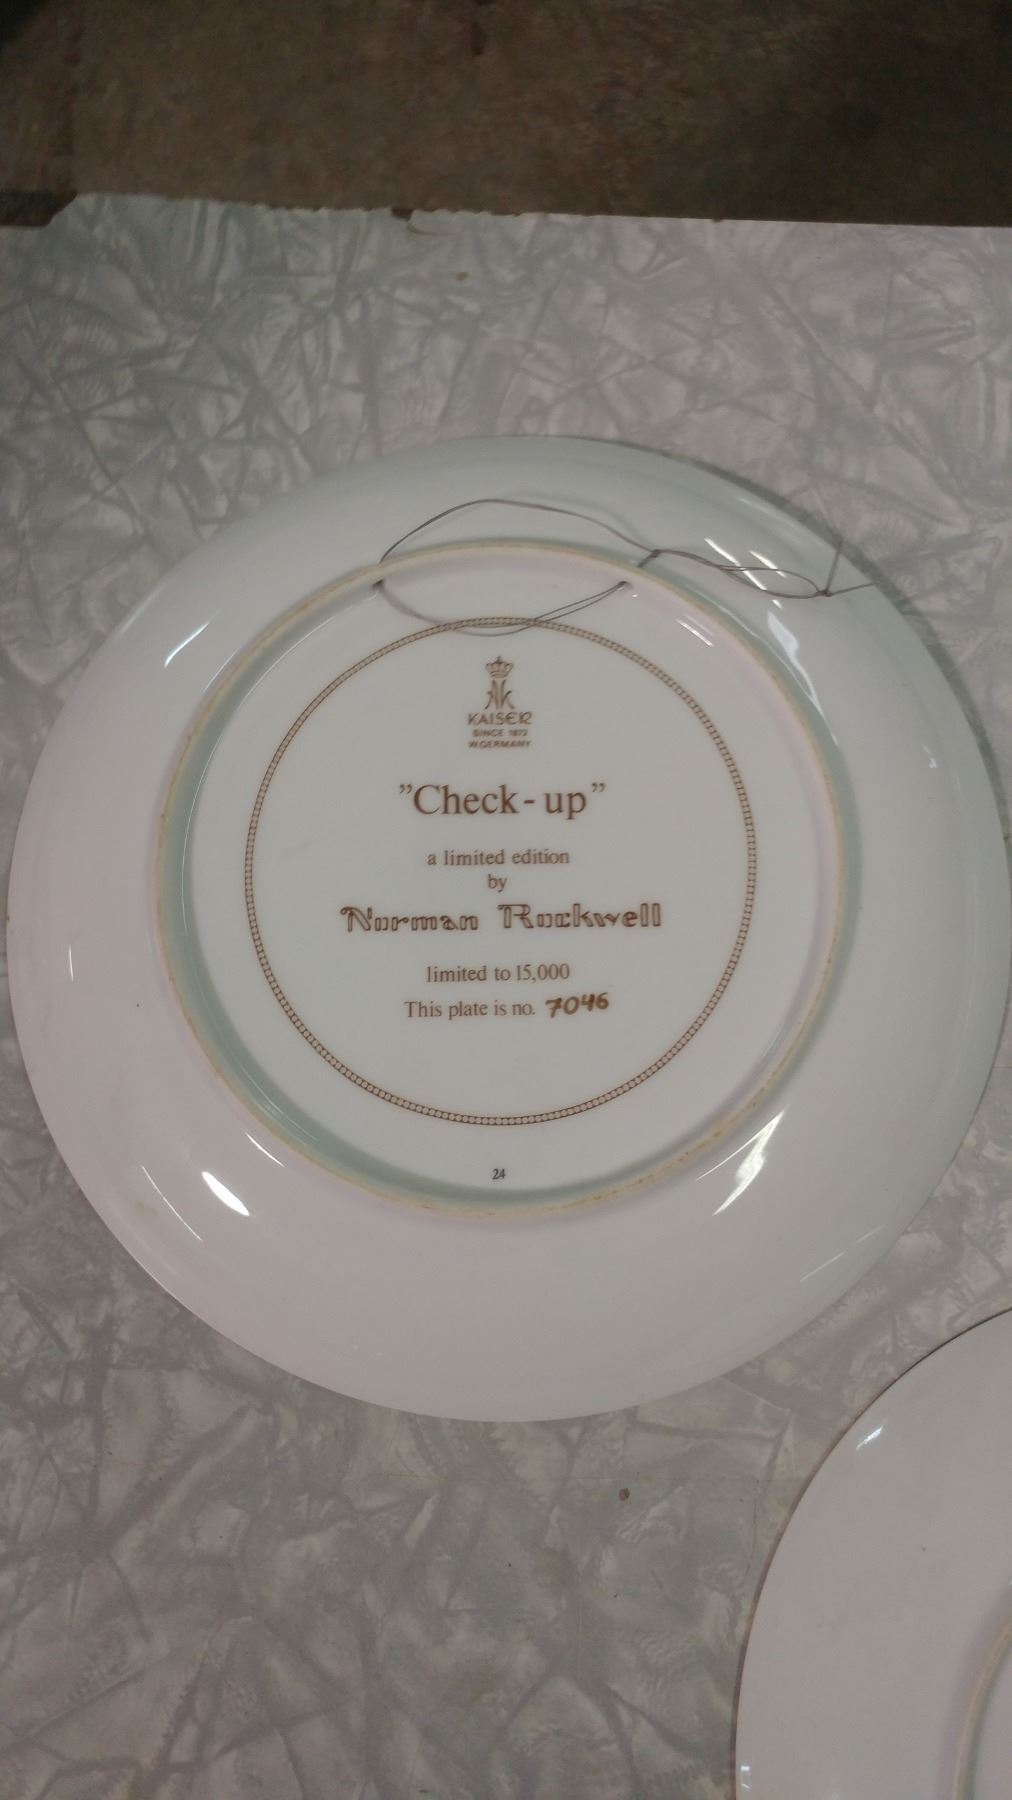 AK
KAISER
SINCE 1872
W.GERMANY
”Check-up”
a limited edition
by
Norman Rockwell
limited to 15,000
This plate is no. 7046
24